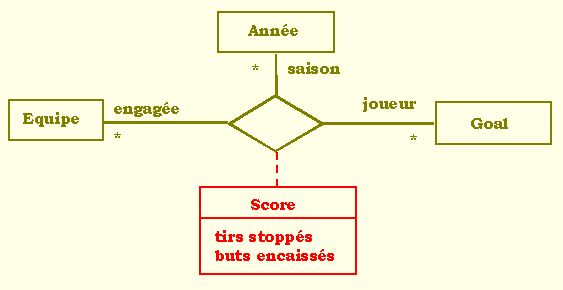 Année
* saison
engagée
joueur
Equipe
Goal
*
*
Score
tirs stoppés
buts encaissés